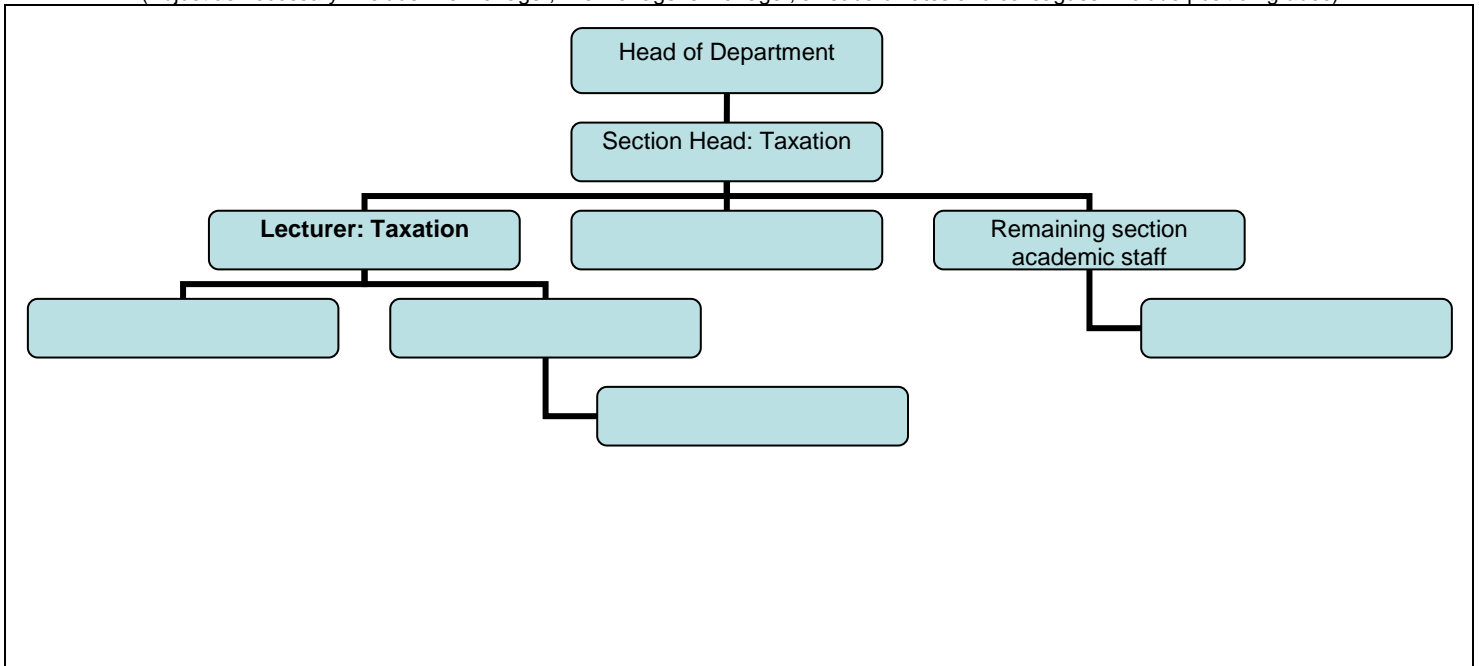 Head of Department
Section Head: Taxation
Lecturer: Taxation
Remaining section
academic staff